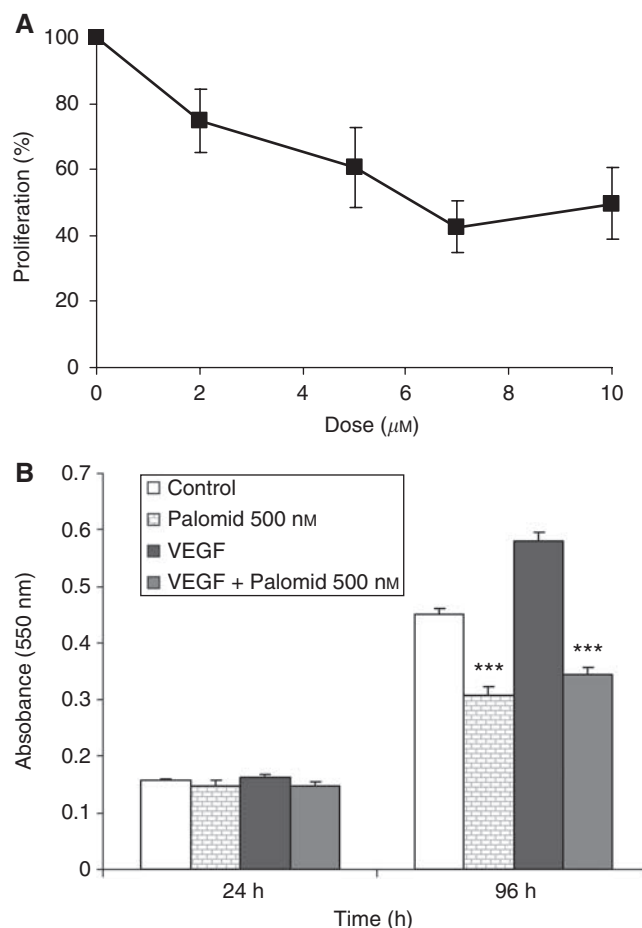 A
100
80
60
40
20
0
Proliferation (%)
0 2 4 6 8 10
Dose (μM)
B
0.7
0.6
0.5
0.4
0.3
0.2
0.1
0
Absobance (550 nm)
Control
Palomid 500 nM
VEGF
VEGF + Palomid 500 nM
*** ***
24 h 96 h
Time (h)